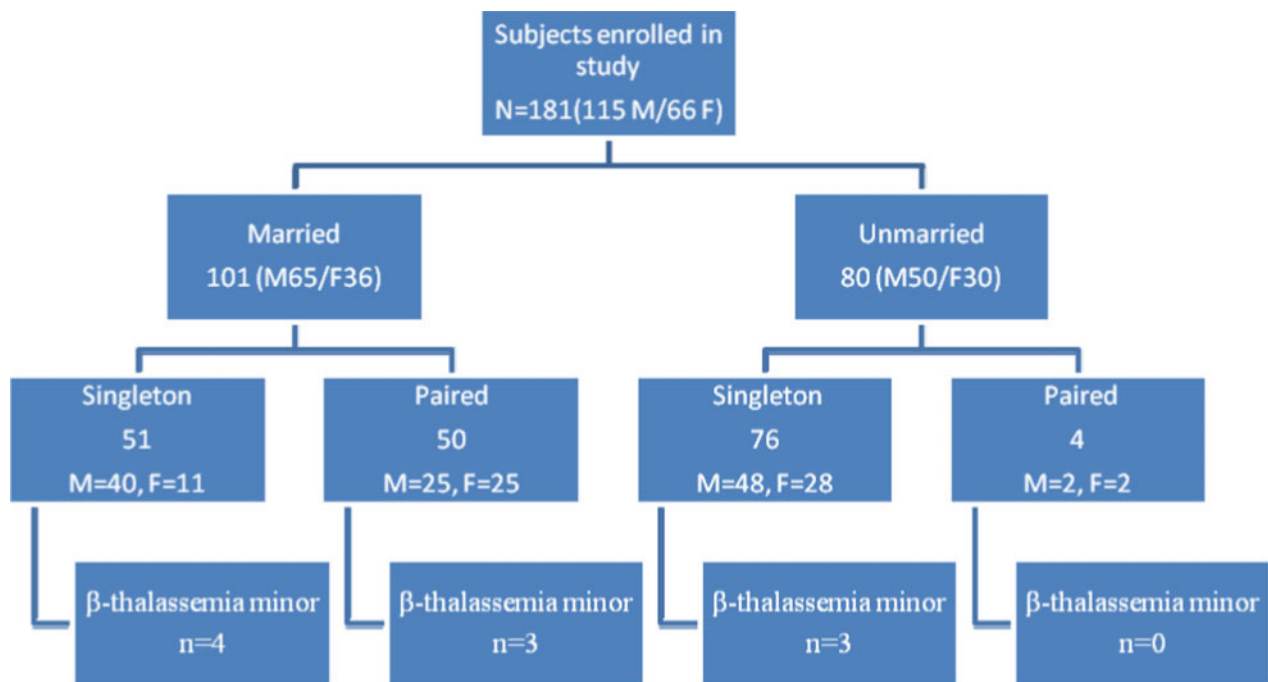 Subjects enrolled in
study
N=181(115 M/66 F)
Married
101 (M65/F36)
Unmarried
80 (M50/F30)
Singleton
51
M=40, F=11
Paired
50
M=25, F=25
Singleton
76
M=48, F=28
Paired
4
M=2, F=2
β-thalassemia minor
n=4
β-thalassemia minor
n=3
β-thalassemia minor
n=3
β-thalassemia minor
n=0